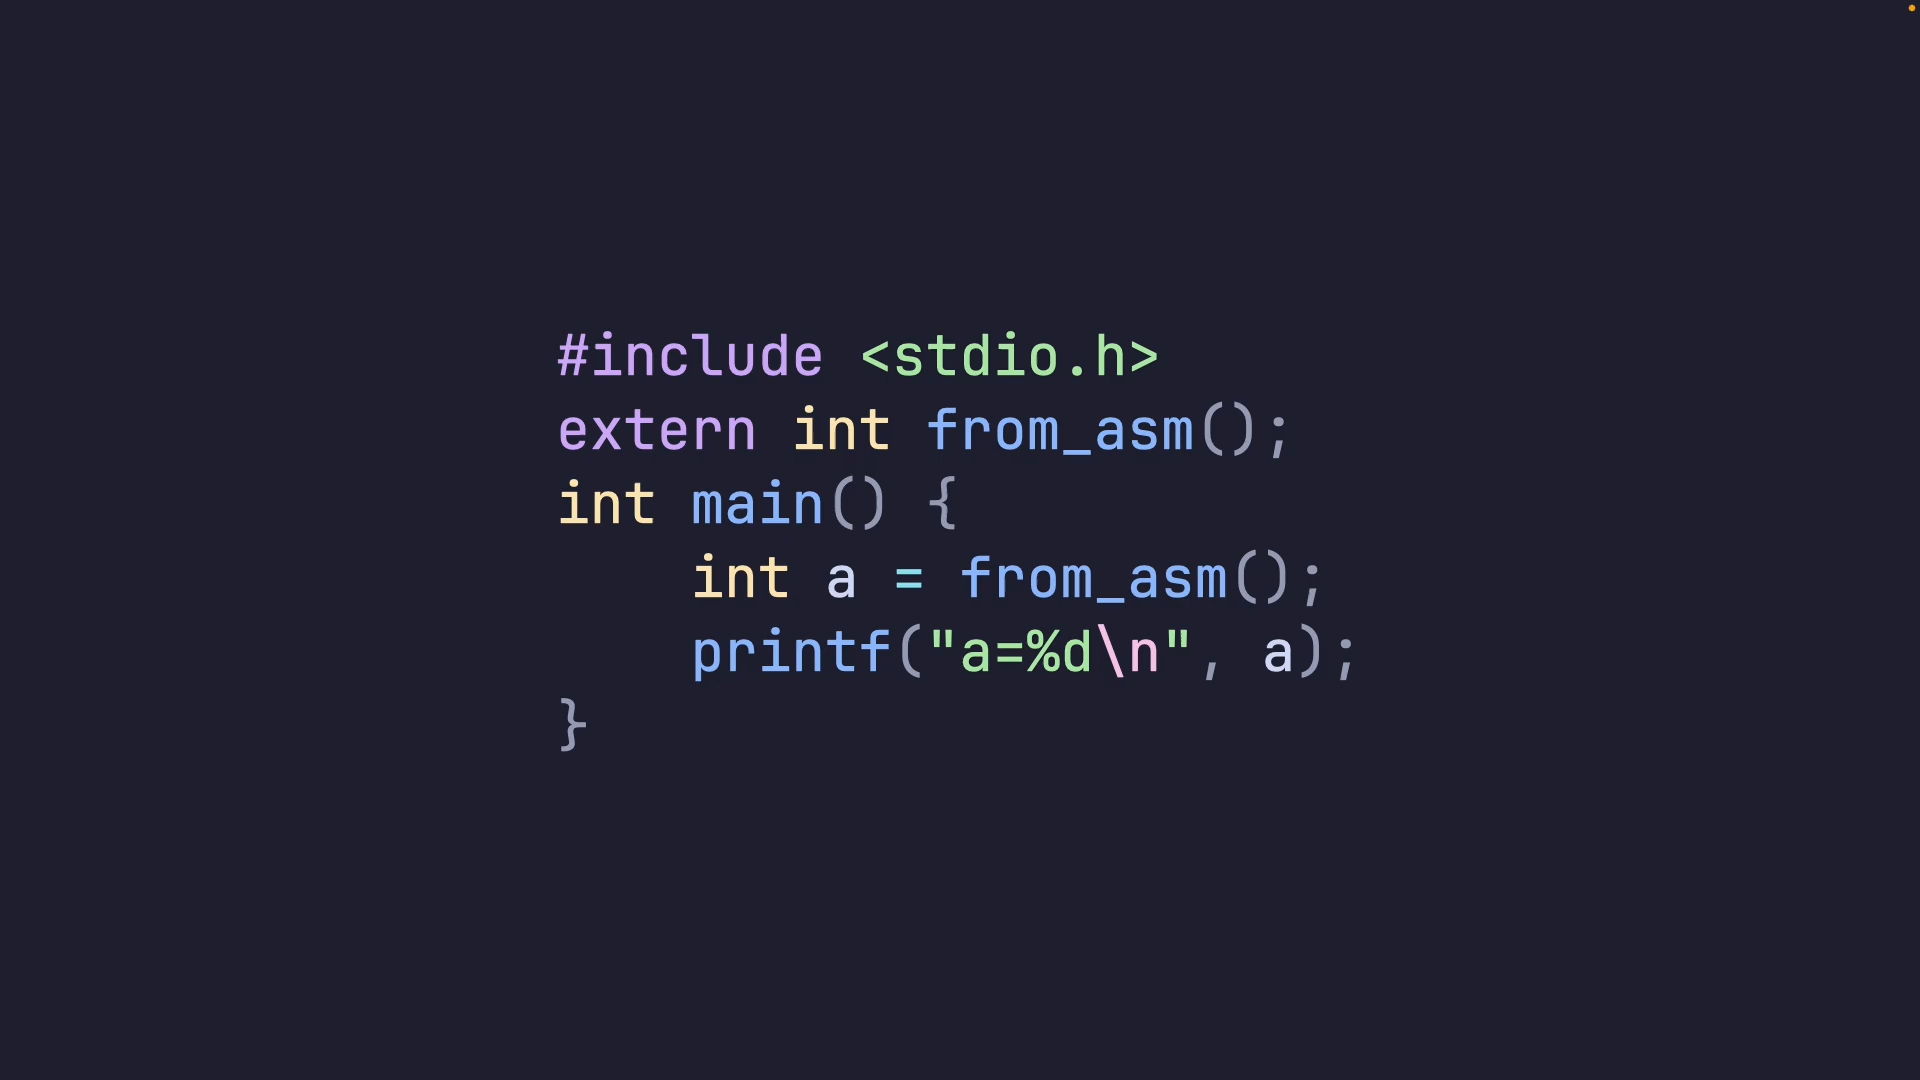 #include <stdio.h>
extern int from_asm();
int main() {
    int a = from_asm();
    printf("a=%d\n", a);
}